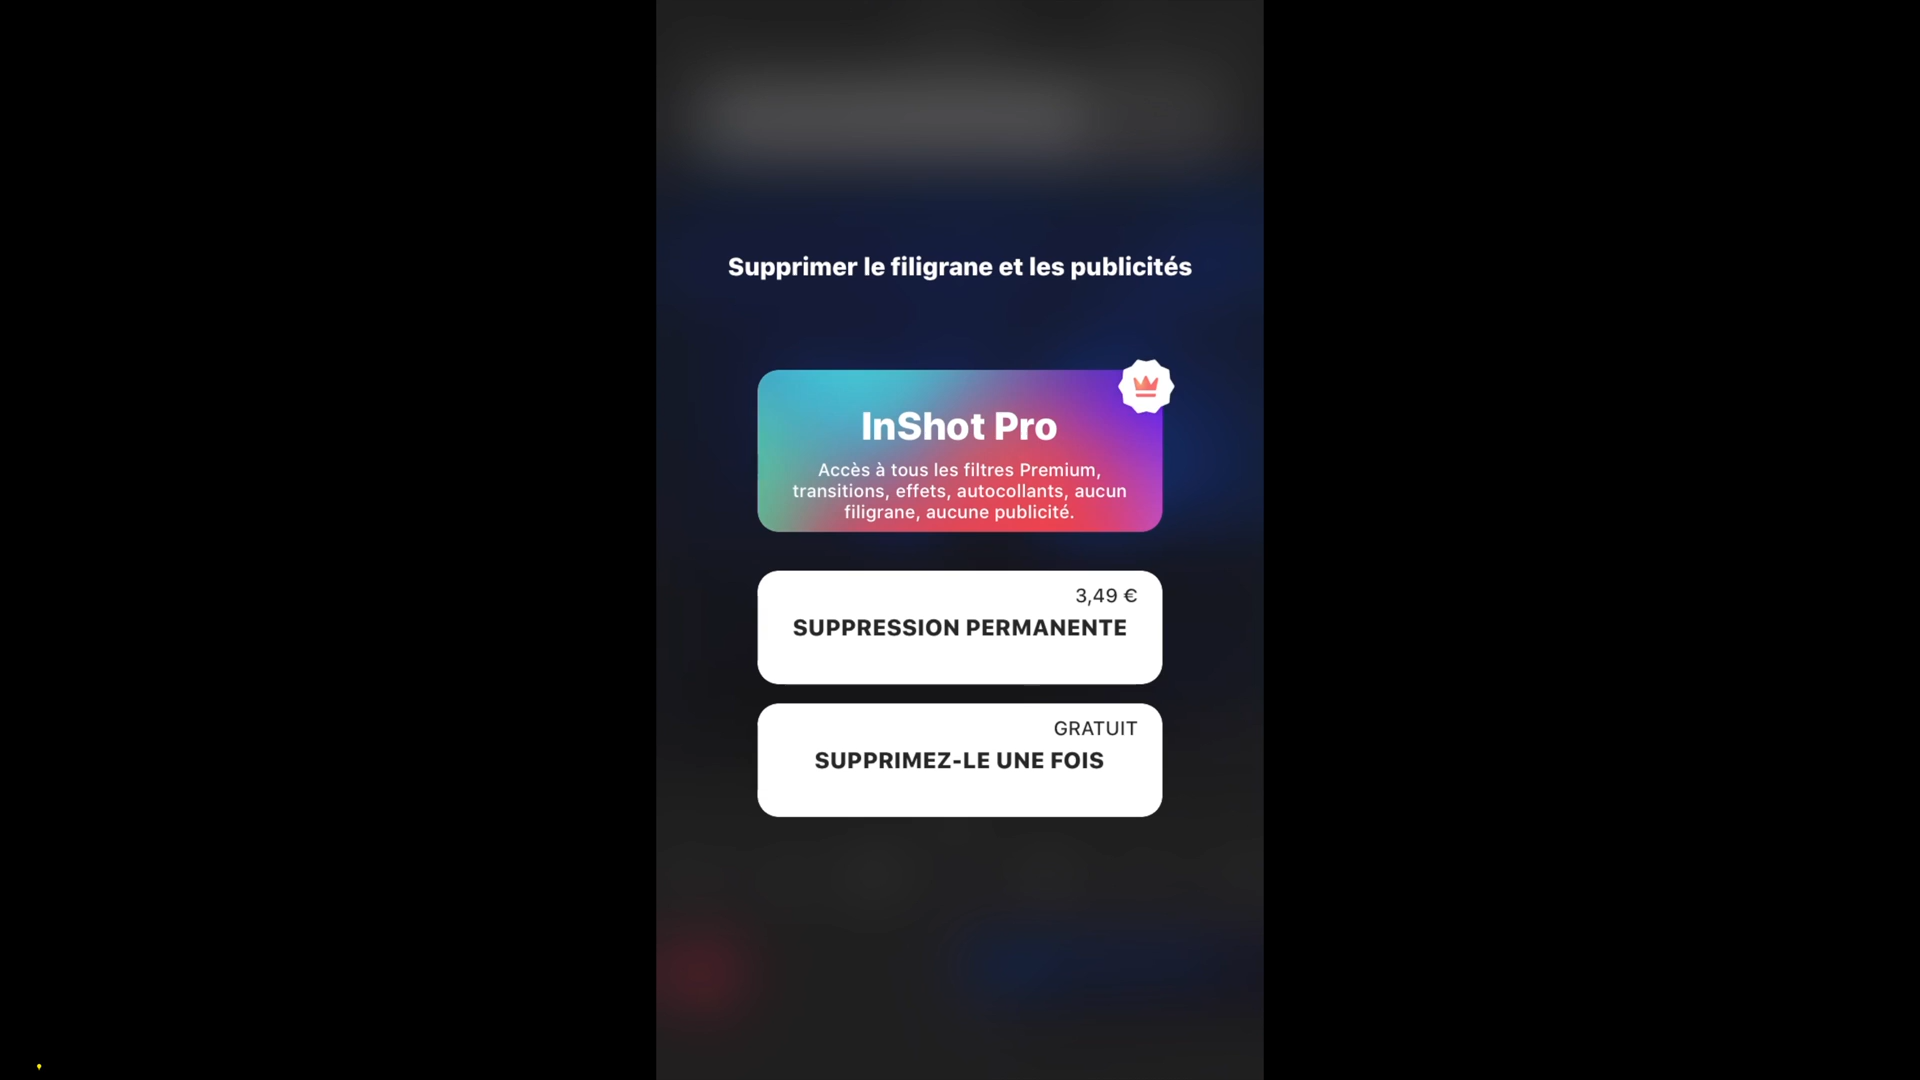 Supprimer le filigrane et les publicités
InShot Pro
Accès à tous les filtres Premium,
transitions, effets, autocollants, aucun
filigrane, aucune publicité.
3,49 €
SUPPRESSION PERMANENTE
GRATUIT
SUPPRIMEZ-LE UNE FOIS